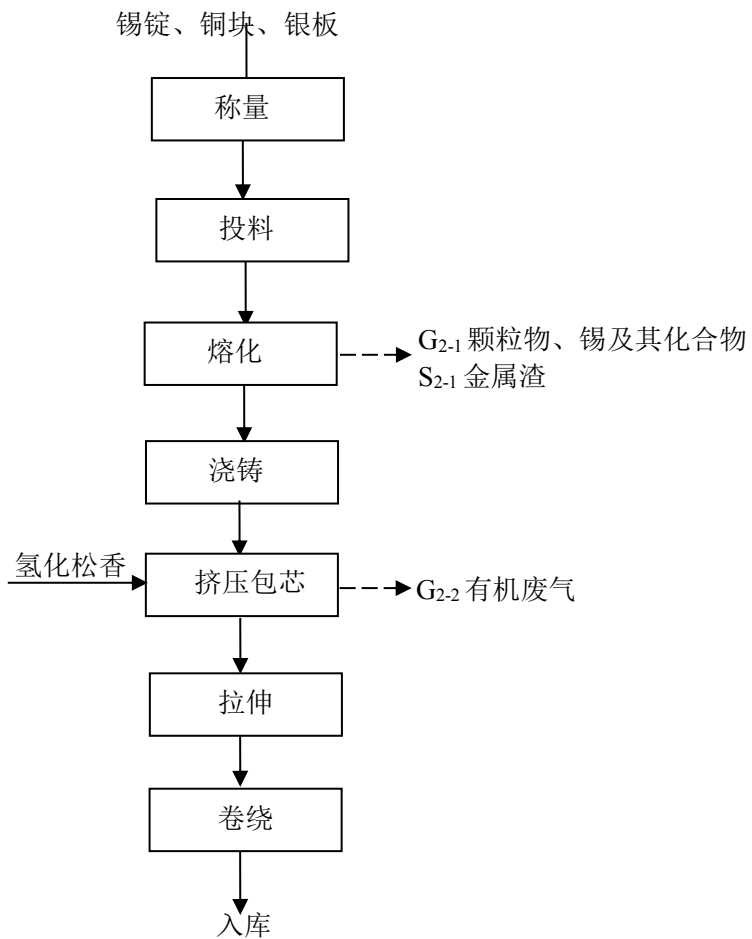 锡锭、铜块、银板
称量
投料
熔化
G2-1 颗粒物、锡及其化合物
S2-1 金属渣
浇铸
氢化松香
挤压包芯
G2-2 有机废气
拉伸
卷绕
入库